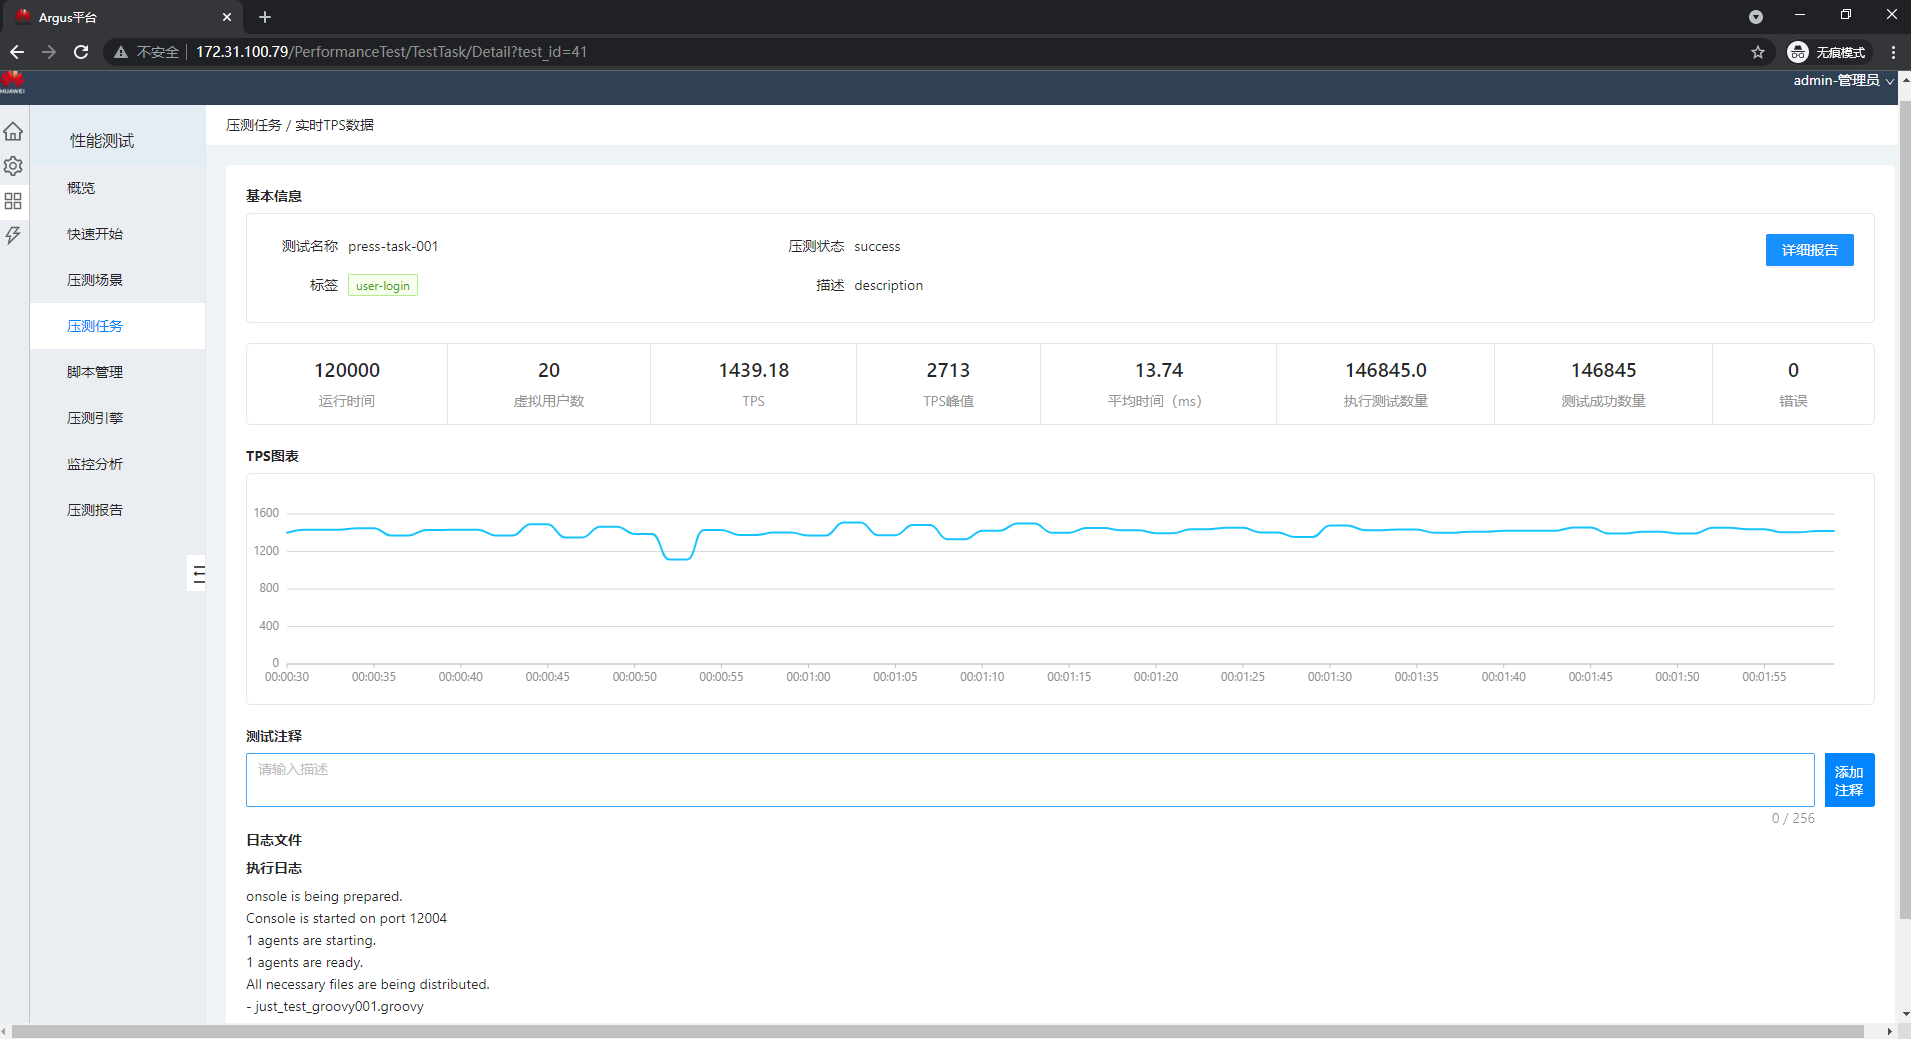 Argus平台
不安全 172.31.100.79/PerformanceTest/TestTask/Detail?test_id=41
无痕模式
HUAWEI
admin-管理员
性能测试
概览
快速开始
压测场景
压测任务
脚本管理
压测引擎
监控分析
压测报告
压测任务 / 实时TPS数据
基本信息
测试名称 press-task-001
压测状态 success
详细报告
标签 user-login
描述 description
120000
运行时间
20
虚拟用户数
1439.18
TPS
2713
TPS峰值
13.74
平均时间（ms）
146845.0
执行测试数量
146845
测试成功数量
0
错误
TPS图表
1600
1200
800
400
0
00:00:30 00:00:35 00:00:40 00:00:45 00:00:50 00:00:55 00:01:00 00:01:05 00:01:10 00:01:15 00:01:20 00:01:25 00:01:30 00:01:35 00:01:40 00:01:45 00:01:50 00:01:55
测试注释
请输入描述
添加
注释
0 / 256
日志文件
执行日志
onsole is being prepared.
Console is started on port 12004
1 agents are starting.
1 agents are ready.
All necessary files are being distributed.
- just_test_groovy001.groovy